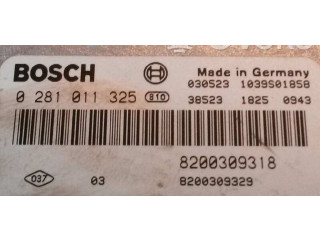 BOSCH
Made in Germany
030523 1039S01858
0 281 011 325 810
38523 1825 0943
8200309318
037 03 8200309329